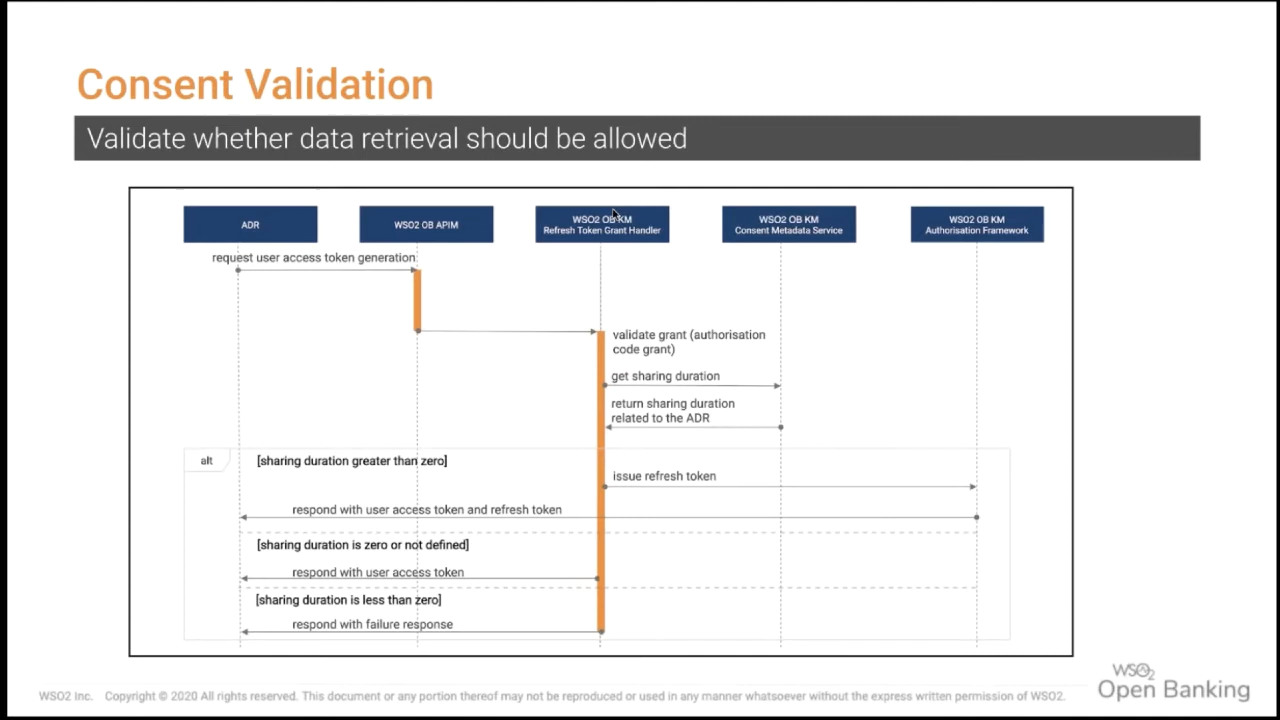 Consent Validation
Validate whether data retrieval should be allowed
ADR
WSO2 OB APIM
WSO2 OB KM
Refresh Token Grant Handler
WSO2 OB KM
Consent Metadata Service
WSO2 OB KM
Authorisation Framework
request user access token generation
validate grant (authorisation
code grant)
get sharing duration
return sharing duration
related to the ADR
alt
[sharing duration greater than zero]
issue refresh token
respond with user access token and refresh token
[sharing duration is zero or not defined]
respond with user access token
[sharing duration is less than zero]
respond with failure response
WSO2 Inc. Copyright © 2020 All rights reserved. This document or any portion thereof may not be reproduced or used in any manner whatsoever without the express written permission of WSO2.
WSO2
Open Banking